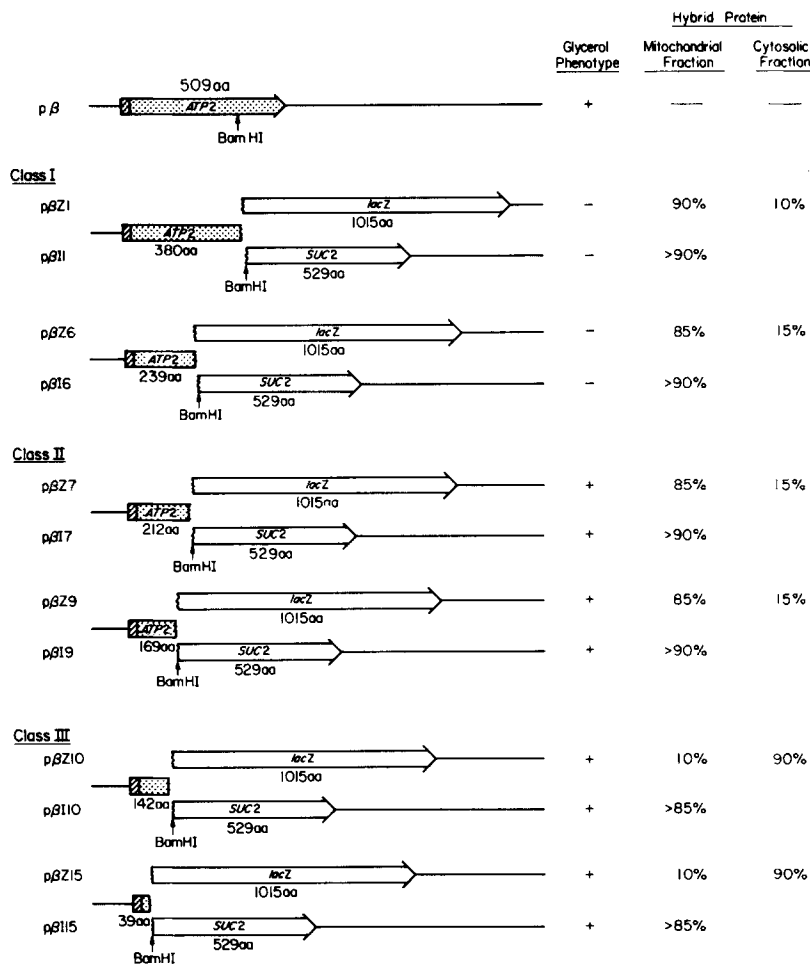 Hybrid Protein
Glycerol Phenotype Mitochondrial Fraction Cytosolic Fraction
509aa
pβ ATP2 + — —
BamHI
Class I
pβZ1 lacZ − 90% 10%
1015aa
ATP2
380aa
pβI1 SUC2 − >90%
529aa
BamHI
pβZ6 lacZ − 85% 15%
1015aa
ATP2
239aa
pβI6 SUC2 − >90%
529aa
BamHI
Class II
pβZ7 lacZ + 85% 15%
1015aa
ATP2
212aa
pβI7 SUC2 + >90%
529aa
BamHI
pβZ9 lacZ + 85% 15%
1015aa
ATP2
169aa
pβI9 SUC2 + >90%
529aa
BamHI
Class III
pβZ10 lacZ + 10% 90%
1015aa
142aa
pβI10 SUC2 + >85%
529aa
BamHI
pβZ15 lacZ + 10% 90%
1015aa
39aa
pβI15 SUC2 + >85%
529aa
BamHI